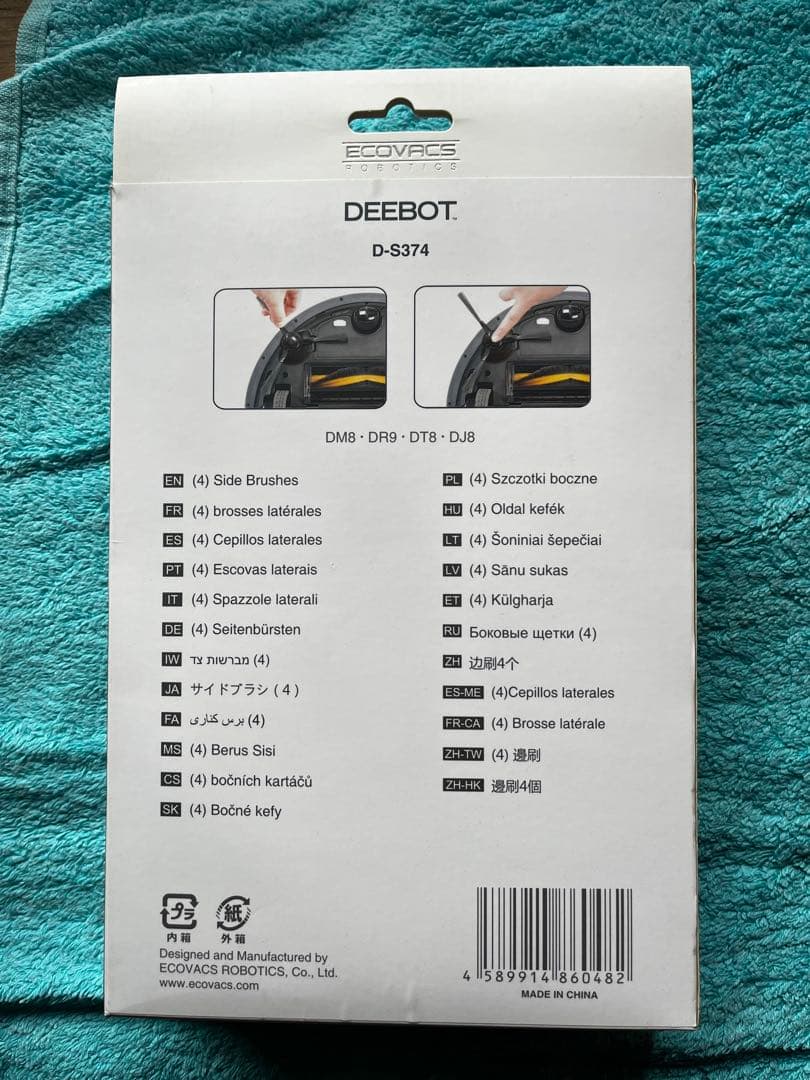 ECOVACS
ROBOTICS
DEEBOT™
D-S374
DM8 · DR9 · DT8 · DJ8
EN (4) Side Brushes
FR (4) brosses latérales
ES (4) Cepillos laterales
PT (4) Escovas laterais
IT (4) Spazzole laterali
DE (4) Seitenbürsten
IW מברשות צד (4)
JA サイドブラシ ( 4 )
FA برس کناری (4)
MS (4) Berus Sisi
CS (4) bočních kartáčů
SK (4) Bočné kefy
PL (4) Szczotki boczne
HU (4) Oldal kefék
LT (4) Šoniniai šepečiai
LV (4) Sānu sukas
ET (4) Külgharja
RU Боковые щетки (4)
ZH 边刷4个
ES-ME (4)Cepillos laterales
FR-CA (4) Brosse latérale
ZH-TW (4) 邊刷
ZH-HK 邊刷4個
プラ 紙
内箱 外箱
Designed and Manufactured by
ECOVACS ROBOTICS, Co., Ltd.
www.ecovacs.com
4 589914 860482
MADE IN CHINA